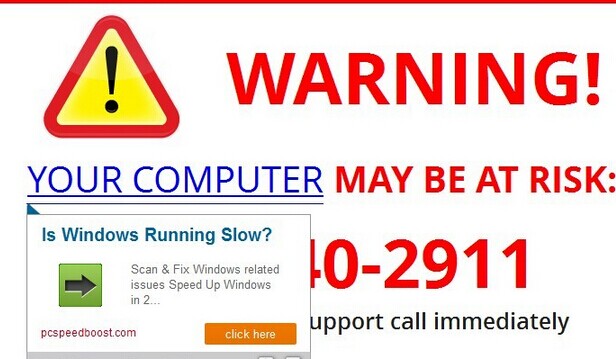 WARNING!
YOUR COMPUTER MAY BE AT RISK:
Is Windows Running Slow?
Scan & Fix Windows related
issues Speed Up Windows
in 2...
pcspeedboost.com
click here
40-2911
upport call immediately